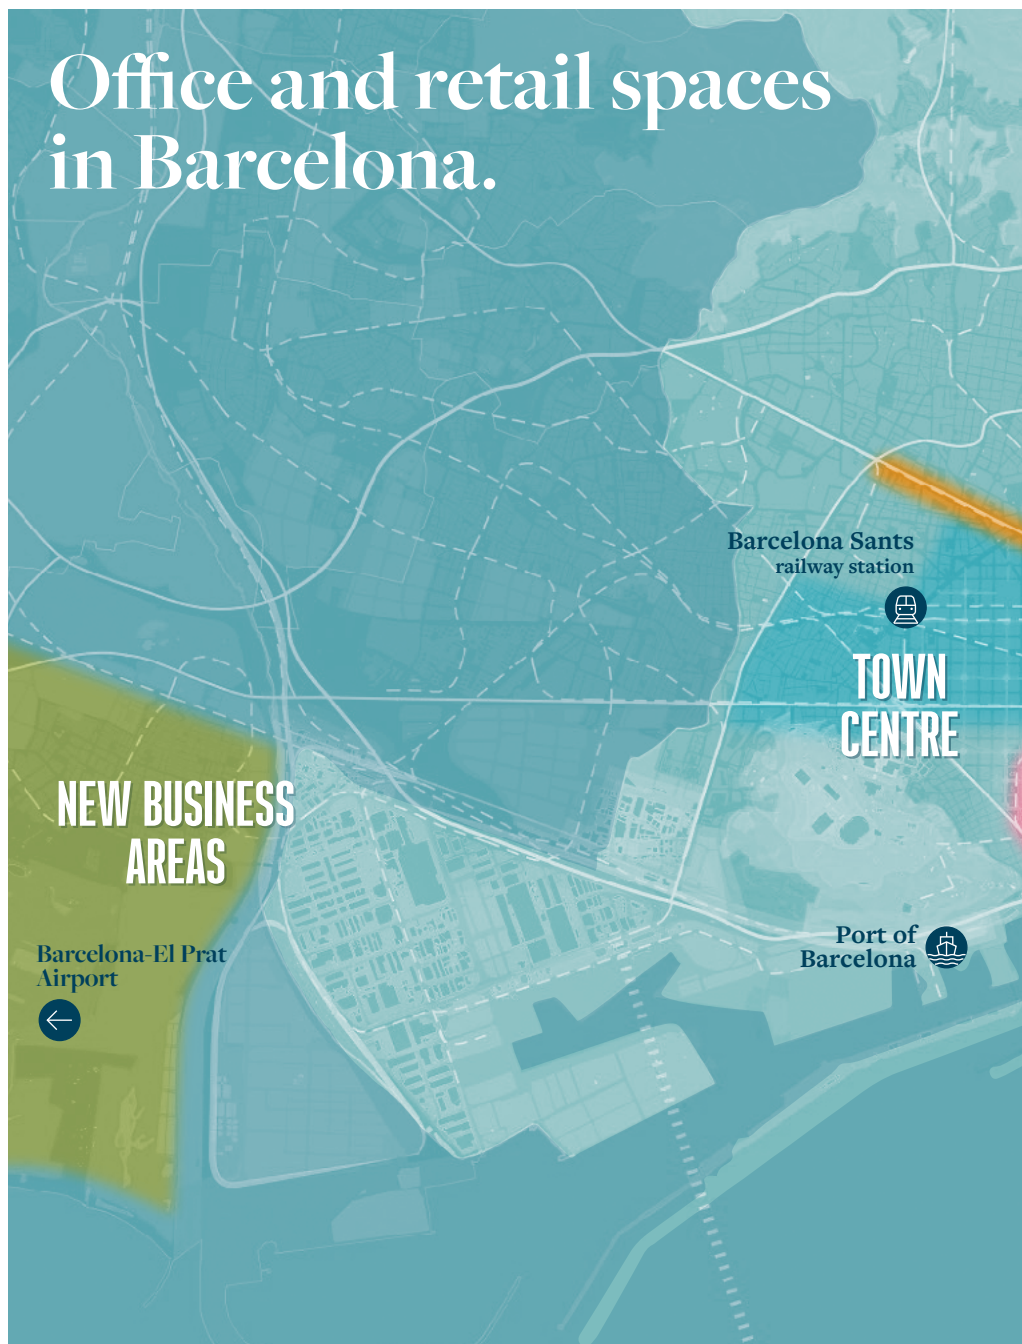 Office and retail spaces
in Barcelona.
Barcelona Sants
railway station
TOWN
CENTRE
NEW BUSINESS
AREAS
Barcelona-El Prat
Airport
Port of
Barcelona